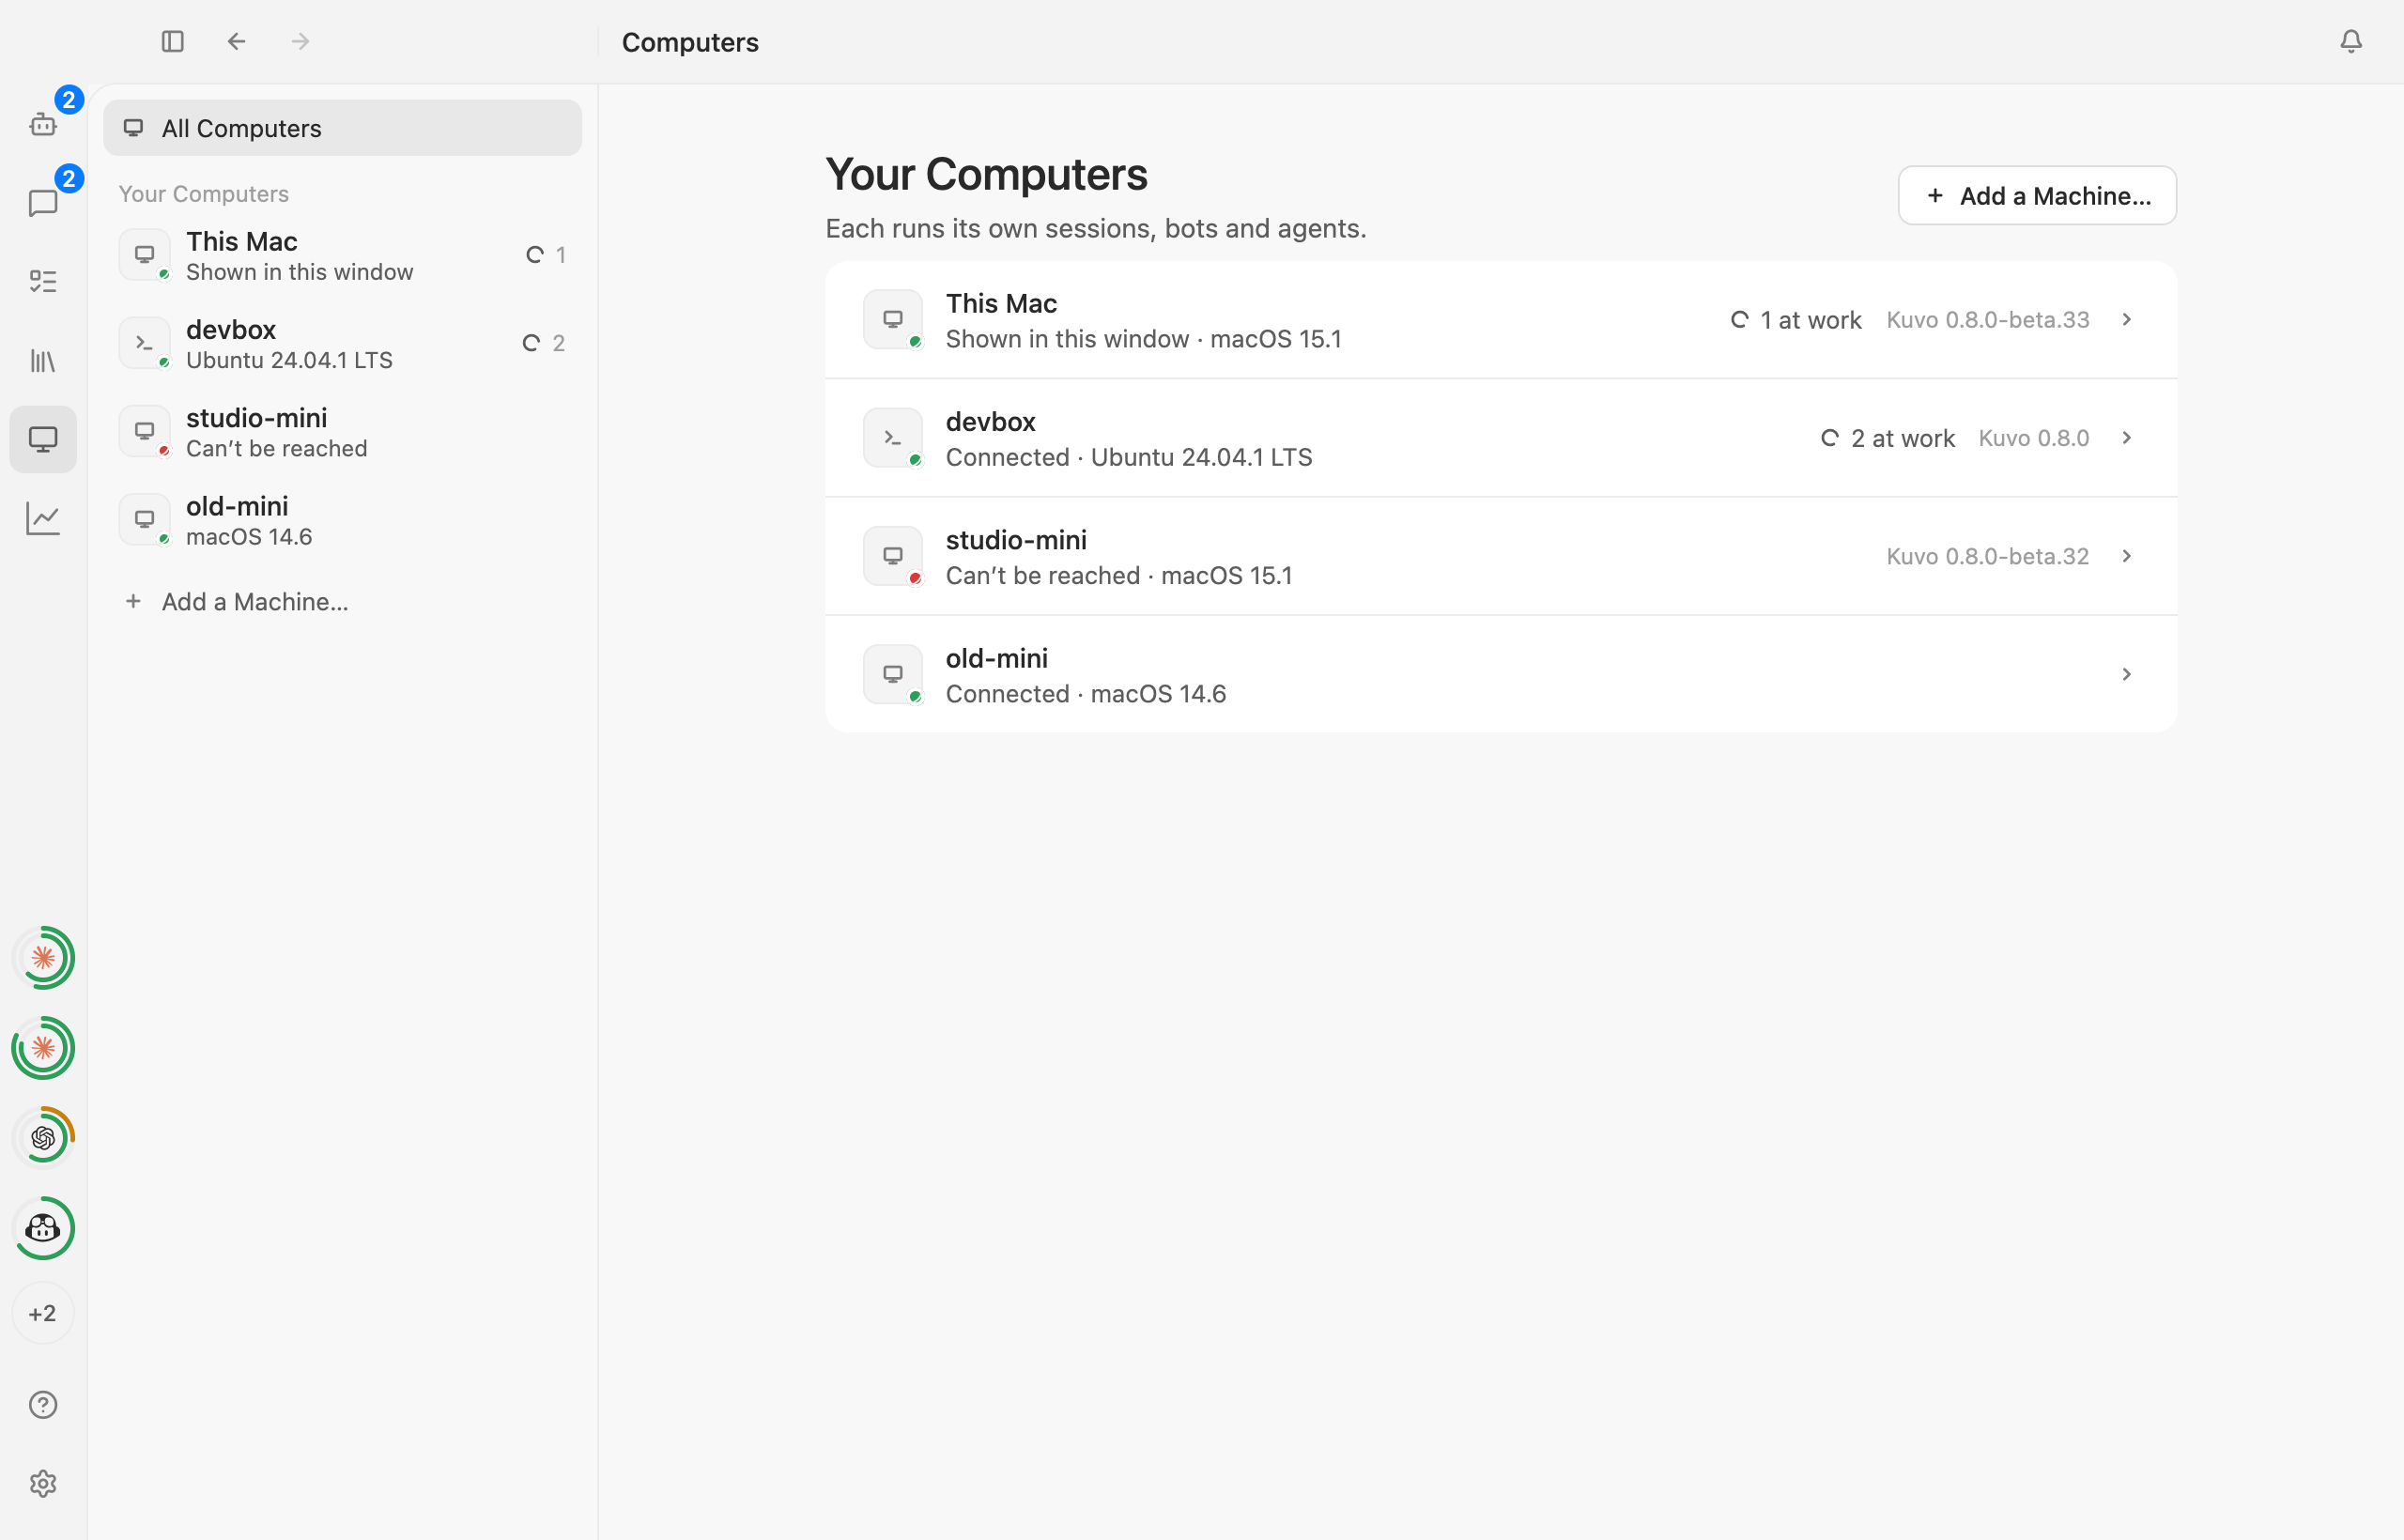 Computers
2
2
All Computers
Your Computers
This Mac
Shown in this window
1
devbox
Ubuntu 24.04.1 LTS
2
studio-mini
Can’t be reached
old-mini
macOS 14.6
+ Add a Machine...
+2
Your Computers
Each runs its own sessions, bots and agents.
+ Add a Machine...
This Mac
Shown in this window · macOS 15.1
1 at work
Kuvo 0.8.0-beta.33
devbox
Connected · Ubuntu 24.04.1 LTS
2 at work
Kuvo 0.8.0
studio-mini
Can’t be reached · macOS 15.1
Kuvo 0.8.0-beta.32
old-mini
Connected · macOS 14.6